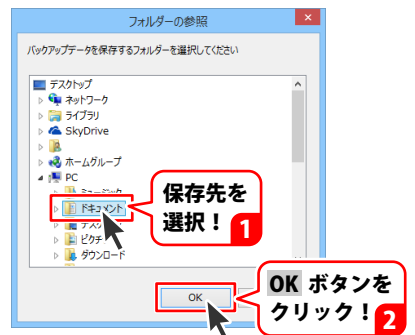 フォルダーの参照
バックアップデータを保存するフォルダーを選択してください
デスクトップ
ネットワーク
ライブラリ
SkyDrive
ホームグループ
PC
ミュージック
ドキュメント
デスク
ピクチ
ダウンロード
保存先を
選択！
1
OK
OK ボタンを
クリック！
2